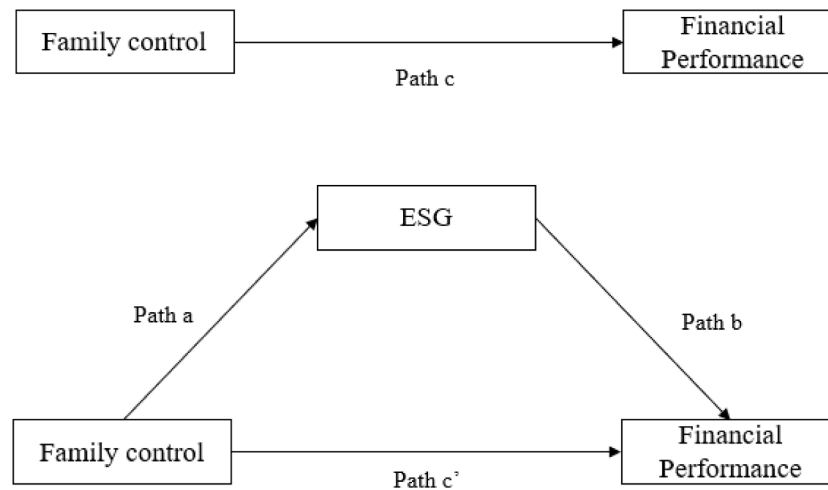 Family control
Financial
Performance
Path c
ESG
Path a
Path b
Family control
Financial
Performance
Path c’